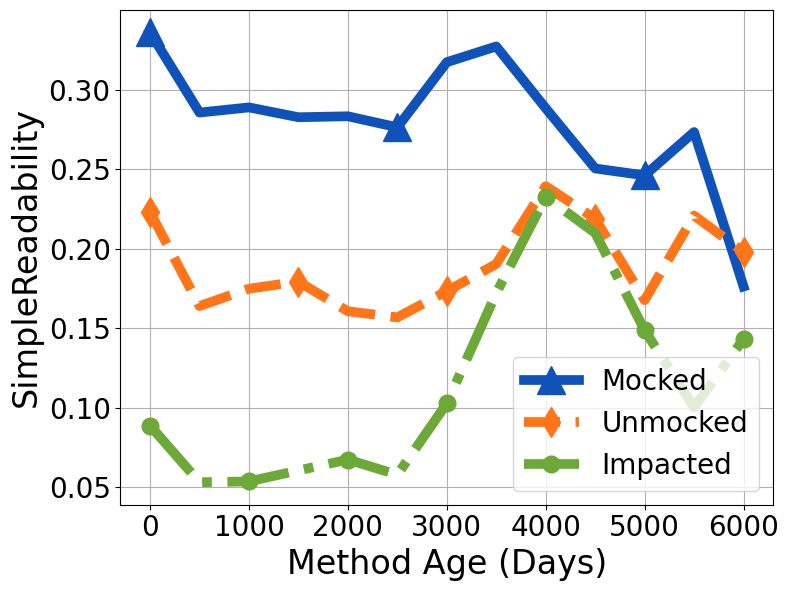 0.30
0.25
0.20
0.15
0.10
0.05
SimpleReadability
Mocked
Unmocked
Impacted
0 1000 2000 3000 4000 5000 6000
Method Age (Days)